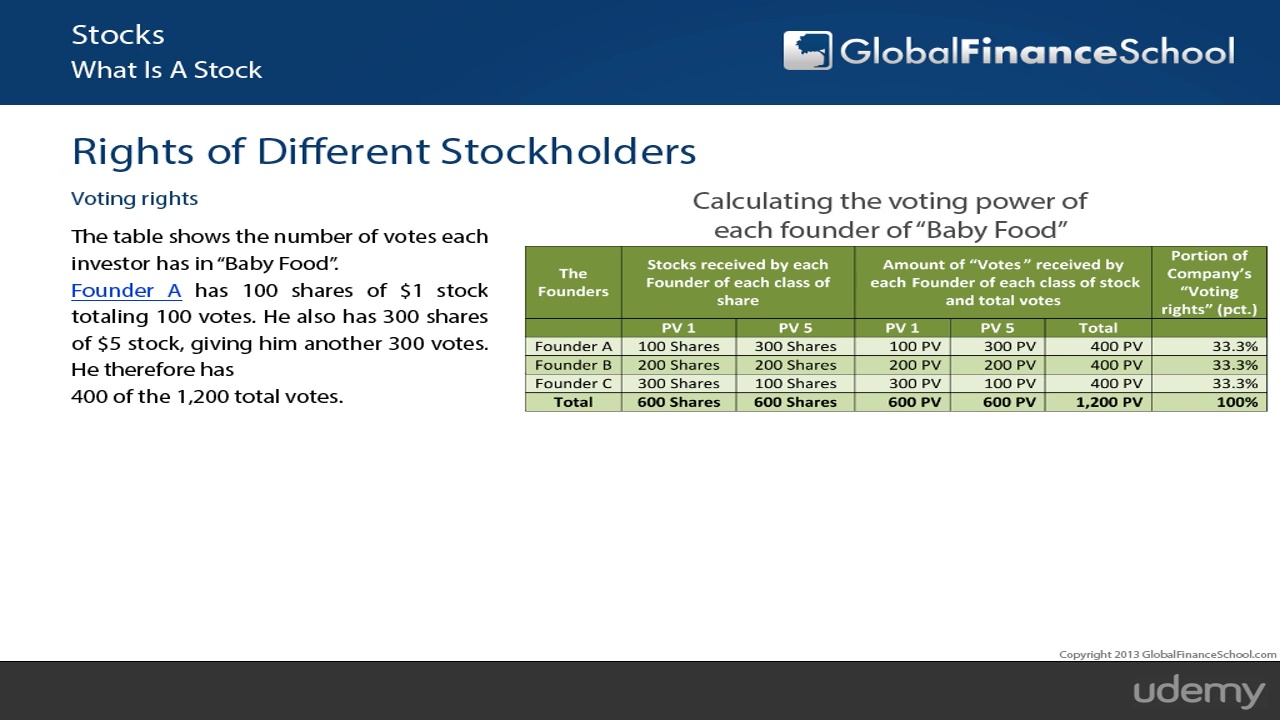 Stocks
What Is A Stock
GlobalFinanceSchool
Rights of Different Stockholders
Voting rights
The table shows the number of votes each
investor has in “Baby Food”.
Founder A has 100 shares of $1 stock
totaling 100 votes. He also has 300 shares
of $5 stock, giving him another 300 votes.
He therefore has
400 of the 1,200 total votes.
Calculating the voting power of
each founder of “Baby Food”
The Founders
Stocks received by each Founder of each class of share
Amount of “Votes” received by each Founder of each class of stock and total votes
Portion of Company’s “Voting rights” (pct.)
PV 1 PV 5 PV 1 PV 5 Total
Founder A 100 Shares 300 Shares 100 PV 300 PV 400 PV 33.3%
Founder B 200 Shares 200 Shares 200 PV 200 PV 400 PV 33.3%
Founder C 300 Shares 100 Shares 300 PV 100 PV 400 PV 33.3%
Total 600 Shares 600 Shares 600 PV 600 PV 1,200 PV 100%
Copyright 2013 GlobalFinanceSchool.com
udemy